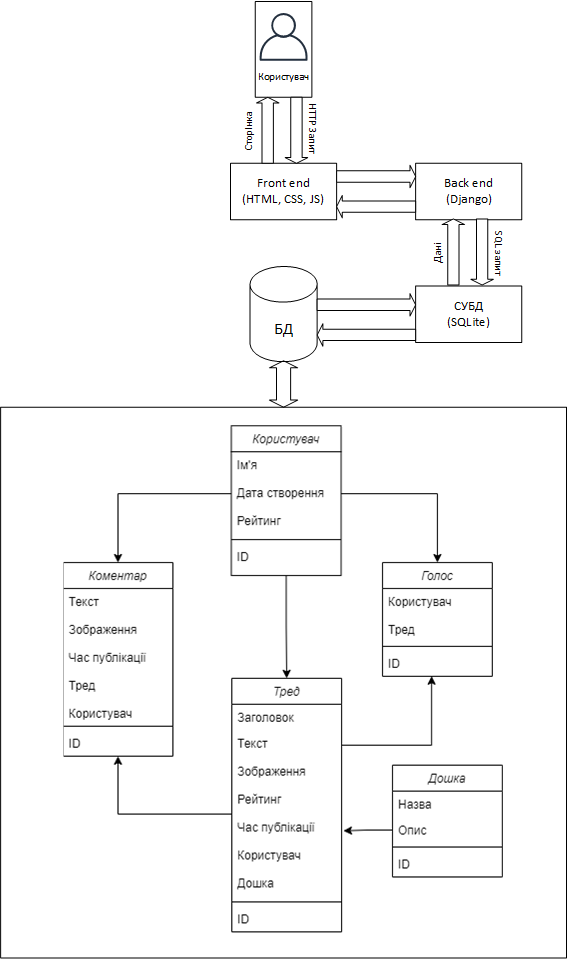 Користувач
Сторінка
HTTP Запит
Front end
(HTML, CSS, JS)
Back end
(Django)
Дані
SQL запит
БД
СУБД
(SQLite)
Користувач
Ім'я
Дата створення
Рейтинг
ID
Коментар
Текст
Зображення
Час публікації
Тред
Користувач
ID
Голос
Користувач
Тред
ID
Тред
Заголовок
Текст
Зображення
Рейтинг
Час публікації
Користувач
Дошка
ID
Дошка
Назва
Опис
ID